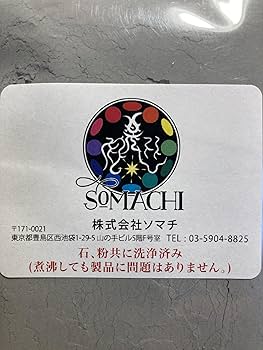 SOMACHI
株式会社ソマチ
〒171-0021
東京都豊島区西池袋1-29-5 山の手ビル5階F号室 TEL : 03-5904-8825
石、粉共に洗浄済み
(煮沸しても製品に問題はありません。)